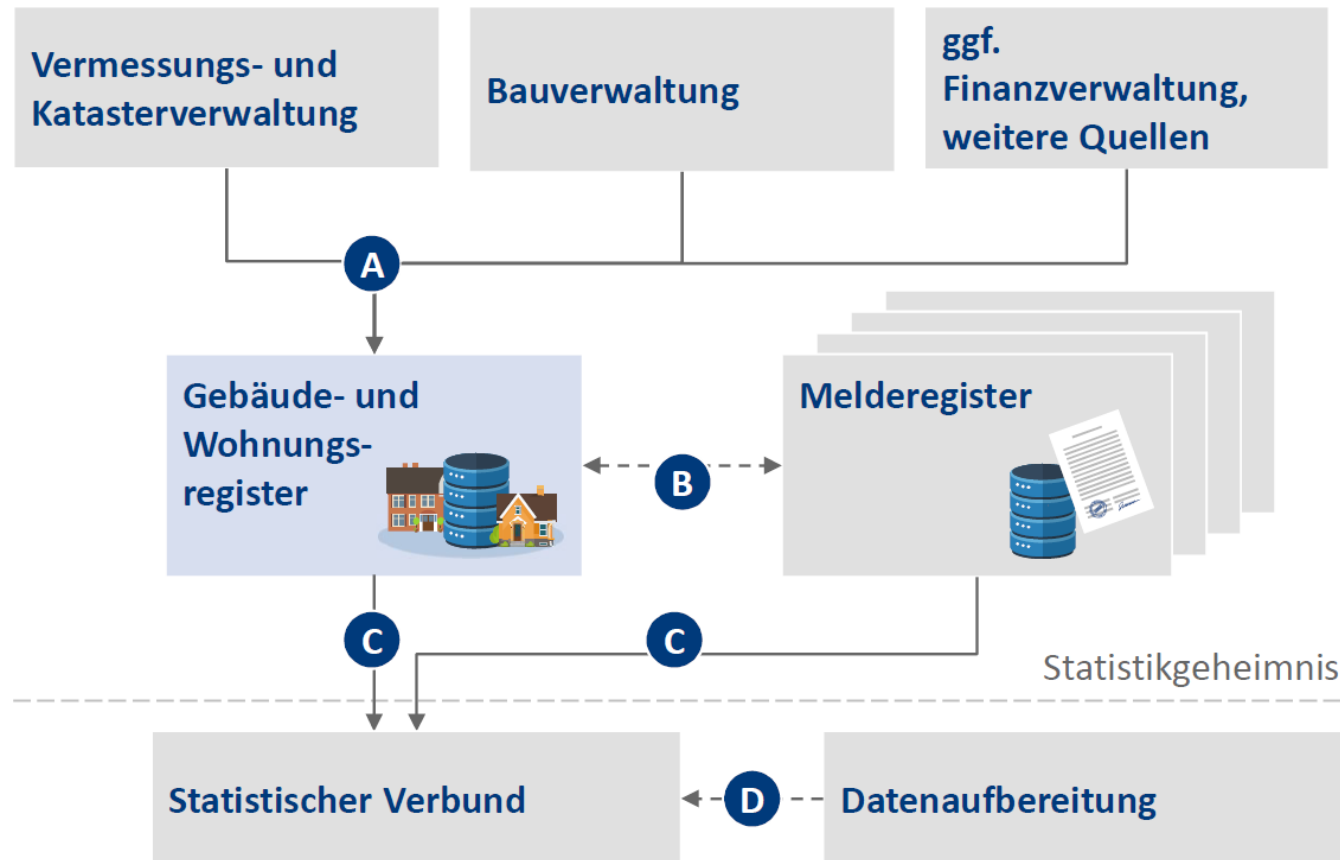 Vermessungs- und
Katasterverwaltung
Bauverwaltung
ggf.
Finanzverwaltung,
weitere Quellen
A
Gebäude- und
Wohnungs-
register
Melderegister
B
C
C
Statistikgeheimnis
Statistischer Verbund
D
Datenaufbereitung